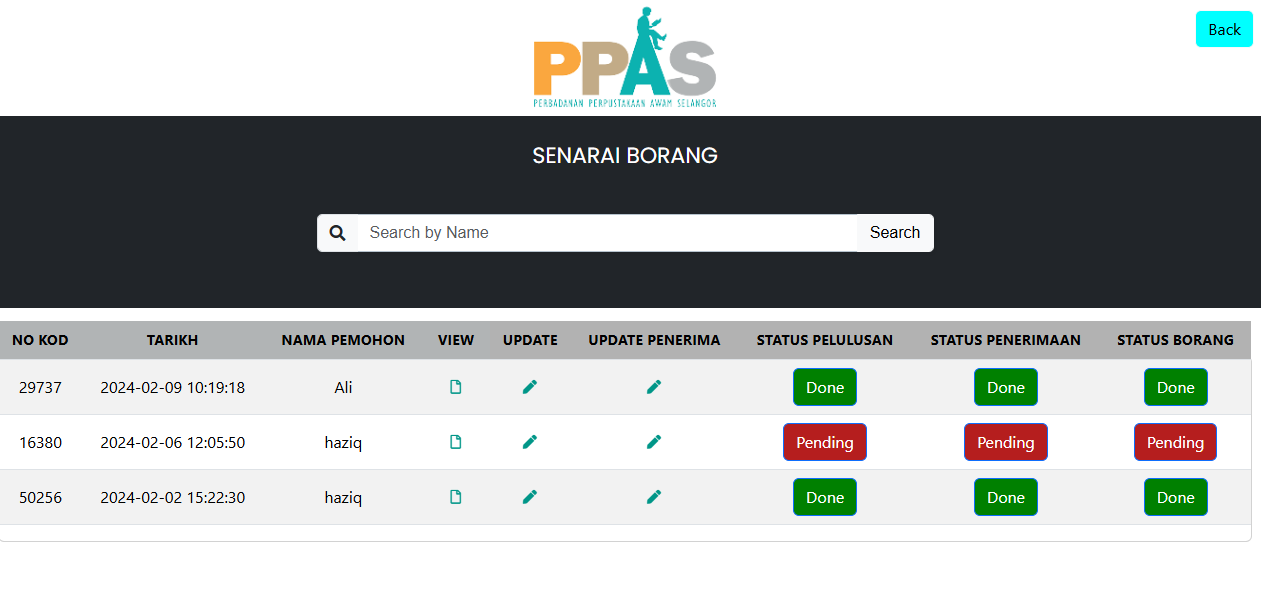 Back
PPAS
PERBADANAN PERPUSTAKAAN AWAM SELANGOR
SENARAI BORANG
Search by Name Search
NO KOD TARIKH NAMA PEMOHON VIEW UPDATE UPDATE PENERIMA STATUS PELULUSAN STATUS PENERIMAAN STATUS BORANG
29737 2024-02-09 10:19:18 Ali Done Done Done
16380 2024-02-06 12:05:50 haziq Pending Pending Pending
50256 2024-02-02 15:22:30 haziq Done Done Done